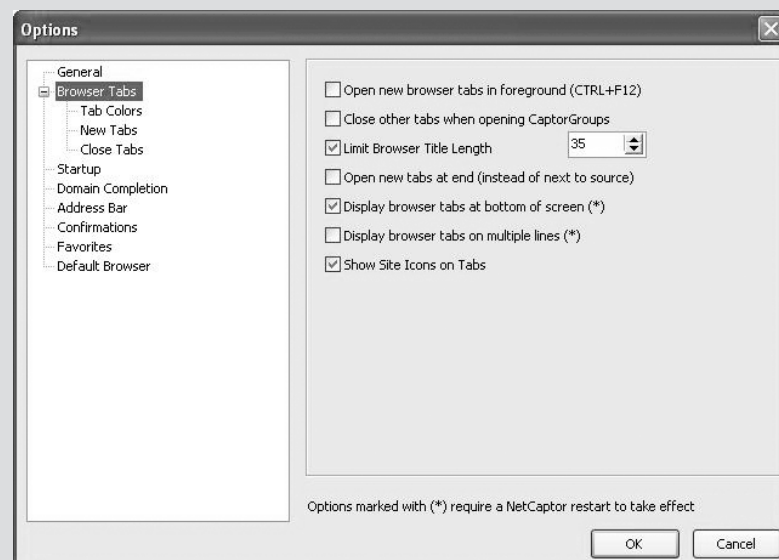 Options
General
Browser Tabs
Tab Colors
New Tabs
Close Tabs
Startup
Domain Completion
Address Bar
Confirmations
Favorites
Default Browser
Open new browser tabs in foreground (CTRL+F12)
Close other tabs when opening CaptorGroups
Limit Browser Title Length 35
Open new tabs at end (instead of next to source)
Display browser tabs at bottom of screen (*)
Display browser tabs on multiple lines (*)
Show Site Icons on Tabs
Options marked with (*) require a NetCaptor restart to take effect
OK Cancel